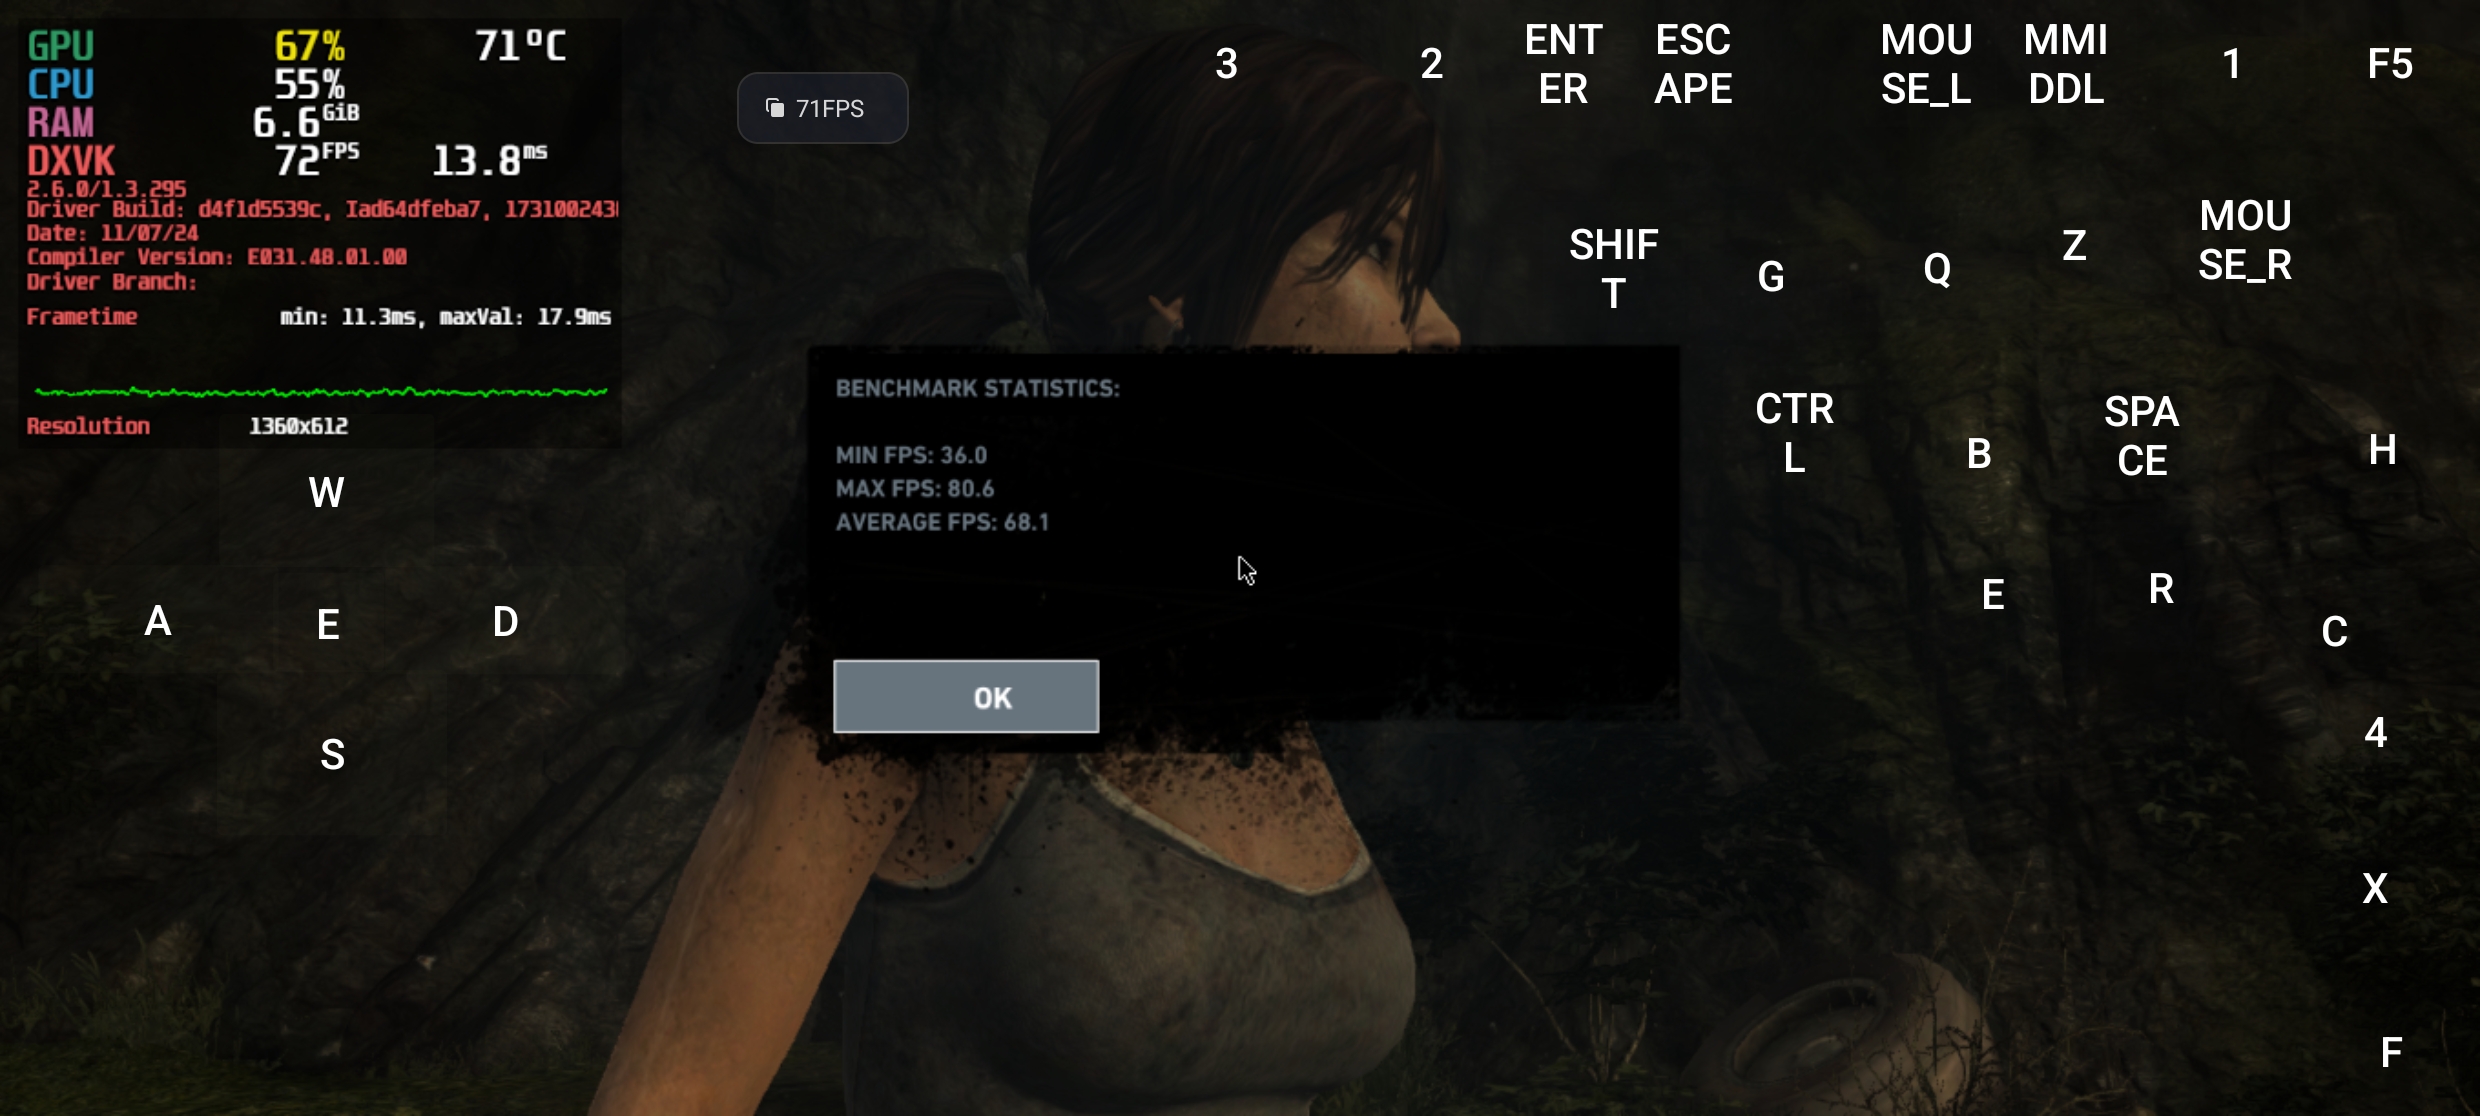 GPU 67% 71°C
CPU 55%
RAM 6.6GiB
DXVK 72FPS 13.8ms
2.6.0/1.3.295
Driver Build: d4f1d5539c, Iad64dfeba7, 173100243
Date: 11/07/24
Compiler Version: E031.48.01.00
Driver Branch:
Frametime min: 11.3ms, maxVal: 17.9ms
Resolution 1360x612
71FPS
3
2
ENT
ER
ESC
APE
MOU
SE_L
MMI
DDL
1
F5
SHIF
T
G
Q
Z
MOU
SE_R
BENCHMARK STATISTICS:
MIN FPS: 36.0
MAX FPS: 80.6
AVERAGE FPS: 68.1
OK
CTR
L
B
SPA
CE
H
W
A
E
D
S
E
R
C
4
X
F